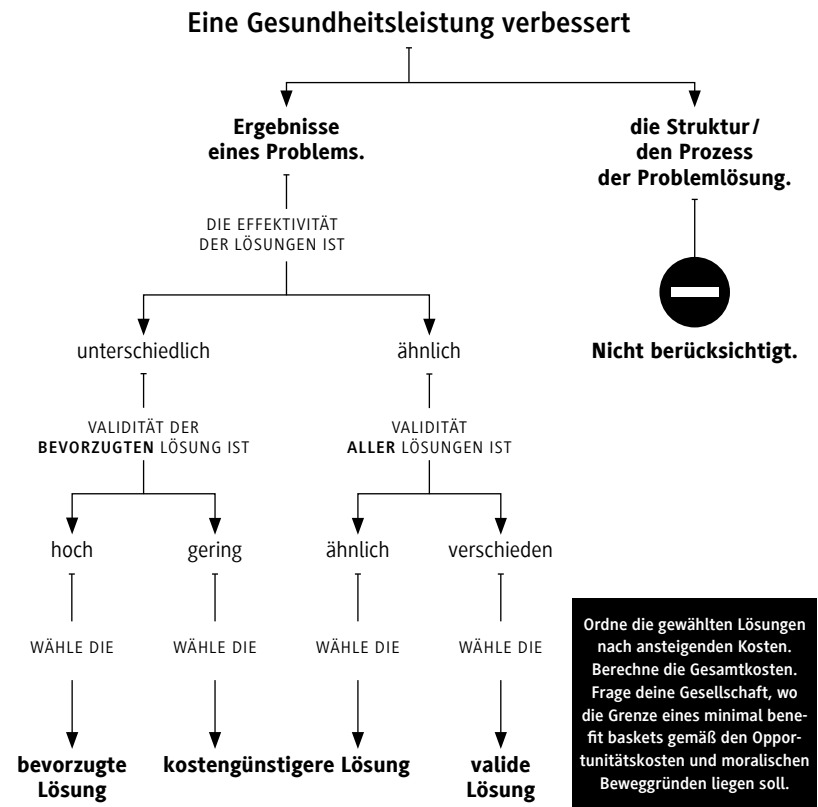 Eine Gesundheitsleistung verbessert
Ergebnisse
eines Problems.
die Struktur/
den Prozess
der Problemlösung.
DIE EFFEKTIVITÄT
DER LÖSUNGEN IST
unterschiedlich
ähnlich
Nicht berücksichtigt.
VALIDITÄT DER
BEVORZUGTEN LÖSUNG IST
VALIDITÄT
ALLER LÖSUNGEN IST
hoch
gering
ähnlich
verschieden
WÄHLE DIE
WÄHLE DIE
WÄHLE DIE
WÄHLE DIE
bevorzugte
Lösung
kostengünstigere Lösung
valide
Lösung
Ordne die gewählten Lösungen
nach ansteigenden Kosten.
Berechne die Gesamtkosten.
Frage deine Gesellschaft, wo
die Grenze eines minimal bene-
fit baskets gemäß den Oppor-
tunitätskosten und moralischen
Beweggründen liegen soll.